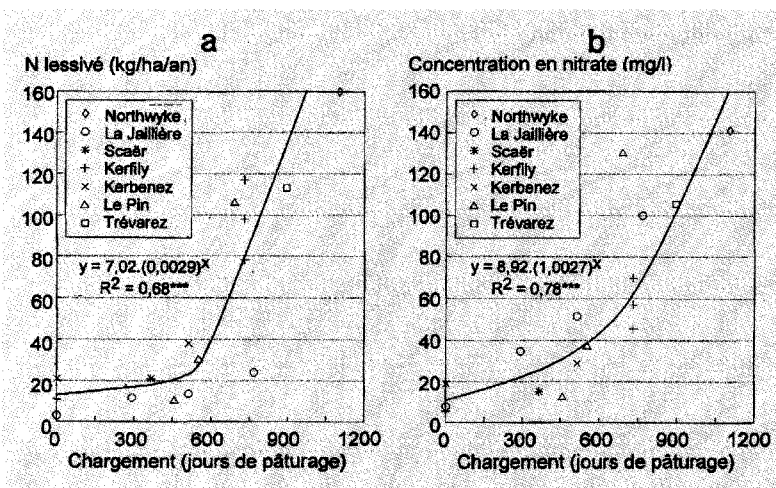 a
N lessivé (kg/ha/an)
160
140
120
100
80
60
40
20
0
Northwyke
La Jaillière
Scaër
Kerfily
Kerbenez
Le Pin
Trévarez
y = 7,02.(0,0029)x
R2 = 0,68***
0 300 600 900 1200
Chargement (jours de pâturage)
b
Concentration en nitrate (mg/l)
160
140
120
100
80
60
40
20
0
Northwyke
La Jaillière
Scaër
Kerfily
Kerbenez
Le Pin
Trévarez
y = 8,92.(1,0027)x
R2 = 0,78***
0 300 600 900 1200
Chargement (jours de pâturage)